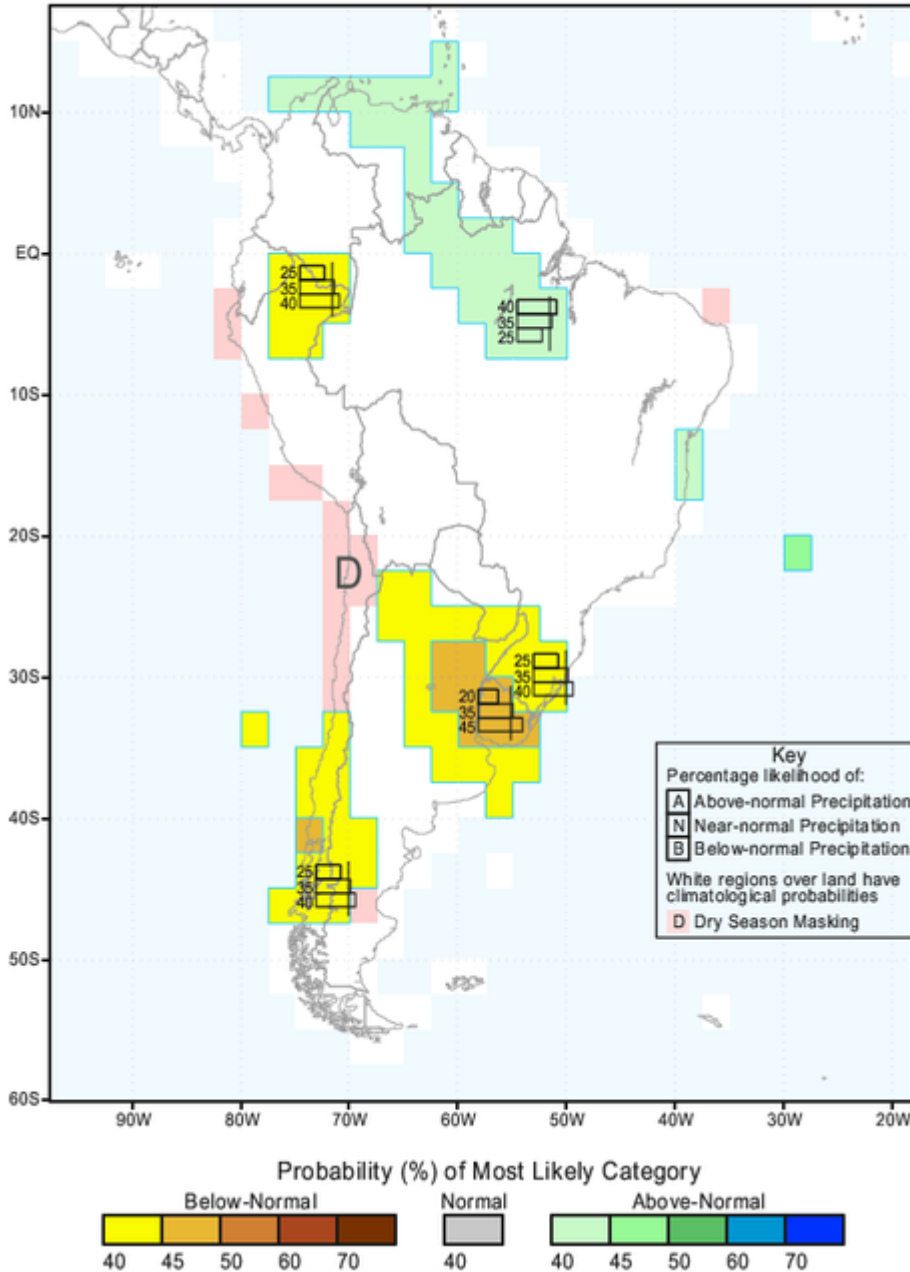 10N
EQ
25
35
40
40
35
25
10S
20S
D
25
35
40
30S
20
35
45
Key
Percentage likelihood of:
A Above-normal Precipitation
N Near-normal Precipitation
B Below-normal Precipitation
White regions over land have
climatological probabilities
D Dry Season Masking
40S
25
35
40
50S
60S
90W 80W 70W 60W 50W 40W 30W 20W
Probability (%) of Most Likely Category
Below-Normal Normal Above-Normal
40 45 50 60 70 40 40 45 50 60 70